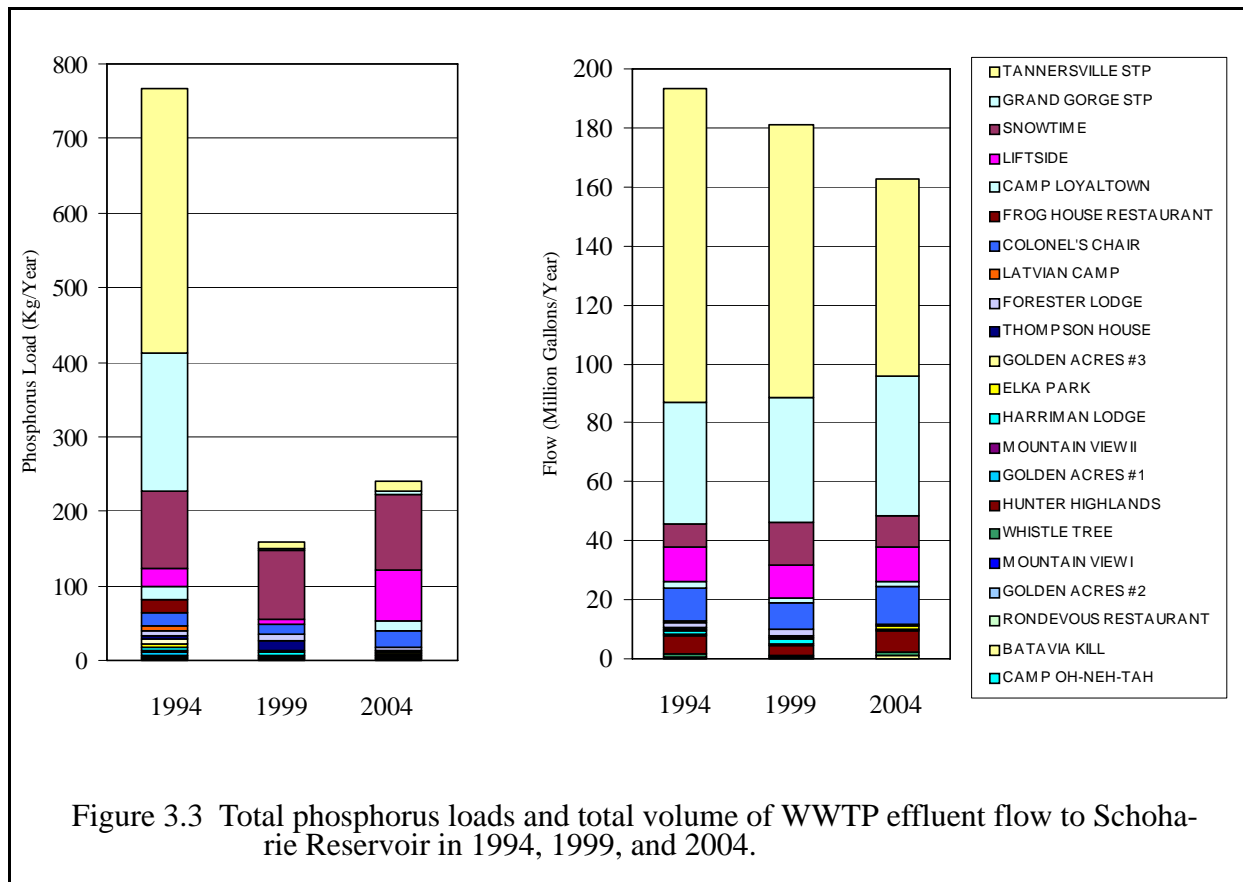 Phosphorus Load (Kg/Year)
800
700
600
500
400
300
200
100
0
1994 1999 2004
Flow (Million Gallons/Year)
200
180
160
140
120
100
80
60
40
20
0
1994 1999 2004
TANNERSVILLE STP
GRAND GORGE STP
SNOWTIME
LIFTSIDE
CAMP LOYALTOWN
FROG HOUSE RESTAURANT
COLONEL'S CHAIR
LATVIAN CAMP
FORESTER LODGE
THOMPSON HOUSE
GOLDEN ACRES #3
ELKA PARK
HARRIMAN LODGE
MOUNTAIN VIEW II
GOLDEN ACRES #1
HUNTER HIGHLANDS
WHISTLE TREE
MOUNTAIN VIEW I
GOLDEN ACRES #2
RONDEVOUS RESTAURANT
BATAVIA KILL
CAMP OH-NEH-TAH
Figure 3.3 Total phosphorus loads and total volume of WWTP effluent flow to Schoha-
rie Reservoir in 1994, 1999, and 2004.